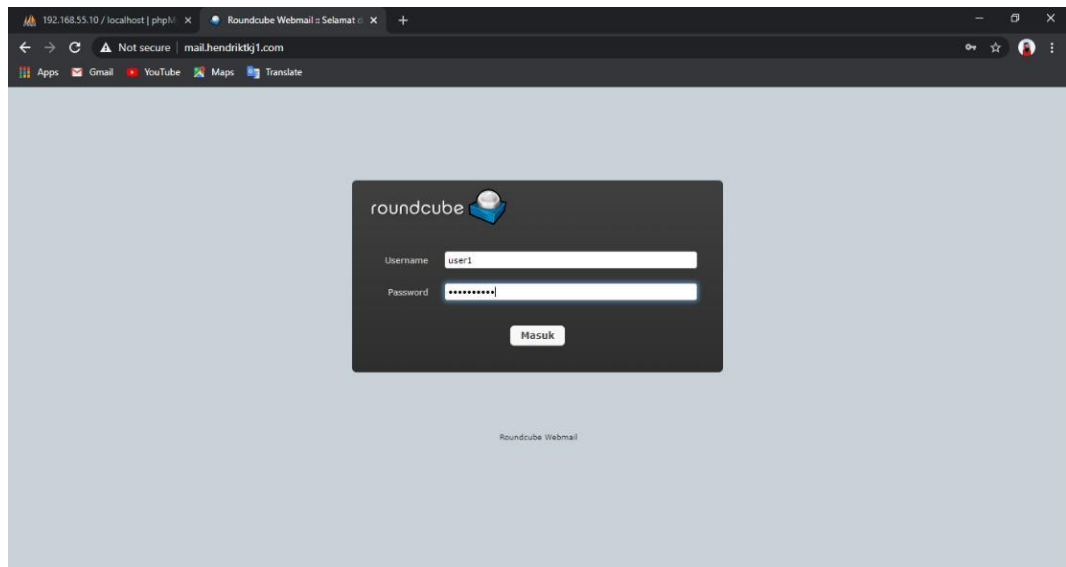 192.168.55.10 / localhost | phpM
Roundcube Webmail :: Selamat d
Not secure | mail.hendriktkj1.com
Apps Gmail YouTube Maps Translate
roundcube
Username user1
Password ••••••••••
Masuk
Roundcube Webmail